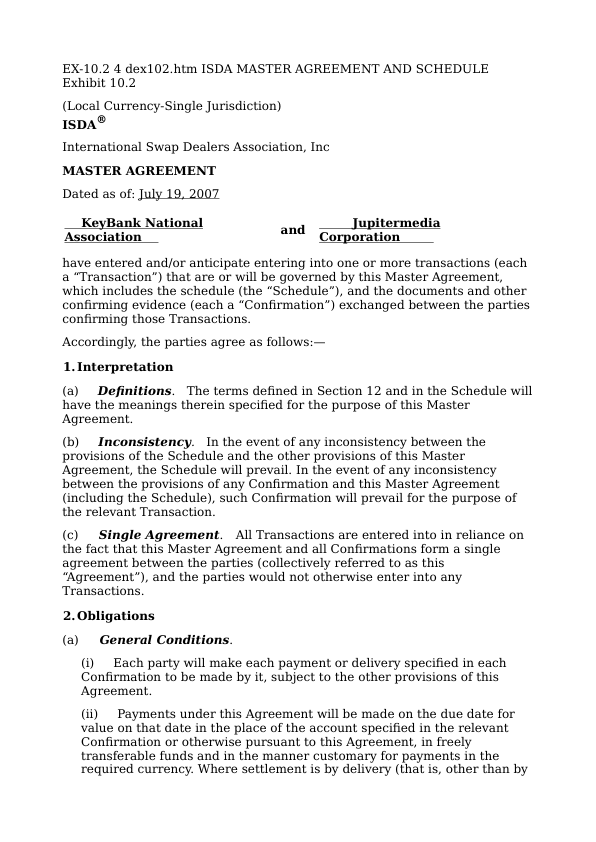 EX-10.2 4 dex102.htm ISDA MASTER AGREEMENT AND SCHEDULE
Exhibit 10.2
(Local Currency-Single Jurisdiction)
ISDA®
International Swap Dealers Association, Inc
MASTER AGREEMENT
Dated as of: July 19, 2007
KeyBank National Association and Jupitermedia Corporation
have entered and/or anticipate entering into one or more transactions (each
a “Transaction”) that are or will be governed by this Master Agreement,
which includes the schedule (the “Schedule”), and the documents and other
confirming evidence (each a “Confirmation”) exchanged between the parties
confirming those Transactions.
Accordingly, the parties agree as follows:—
1. Interpretation
(a) Definitions. The terms defined in Section 12 and in the Schedule will
have the meanings therein specified for the purpose of this Master
Agreement.
(b) Inconsistency. In the event of any inconsistency between the
provisions of the Schedule and the other provisions of this Master
Agreement, the Schedule will prevail. In the event of any inconsistency
between the provisions of any Confirmation and this Master Agreement
(including the Schedule), such Confirmation will prevail for the purpose of
the relevant Transaction.
(c) Single Agreement. All Transactions are entered into in reliance on
the fact that this Master Agreement and all Confirmations form a single
agreement between the parties (collectively referred to as this
“Agreement”), and the parties would not otherwise enter into any
Transactions.
2. Obligations
(a) General Conditions.
(i) Each party will make each payment or delivery specified in each
Confirmation to be made by it, subject to the other provisions of this
Agreement.
(ii) Payments under this Agreement will be made on the due date for
value on that date in the place of the account specified in the relevant
Confirmation or otherwise pursuant to this Agreement, in freely
transferable funds and in the manner customary for payments in the
required currency. Where settlement is by delivery (that is, other than by